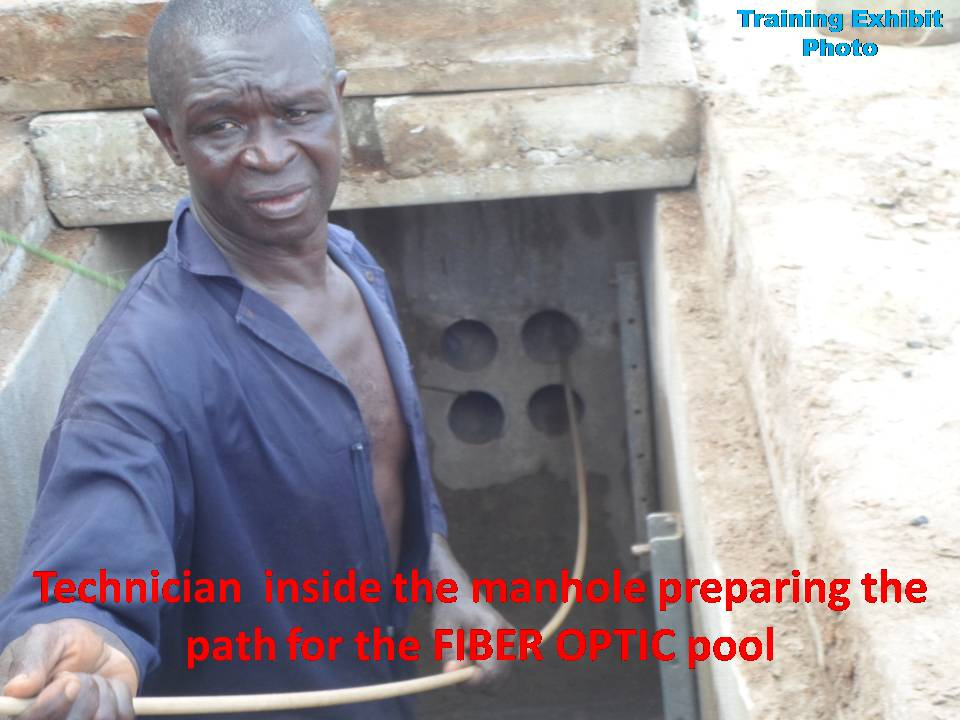 Training Exhibit
Photo
Technician  inside the manhole preparing the
path for the FIBER OPTIC pool